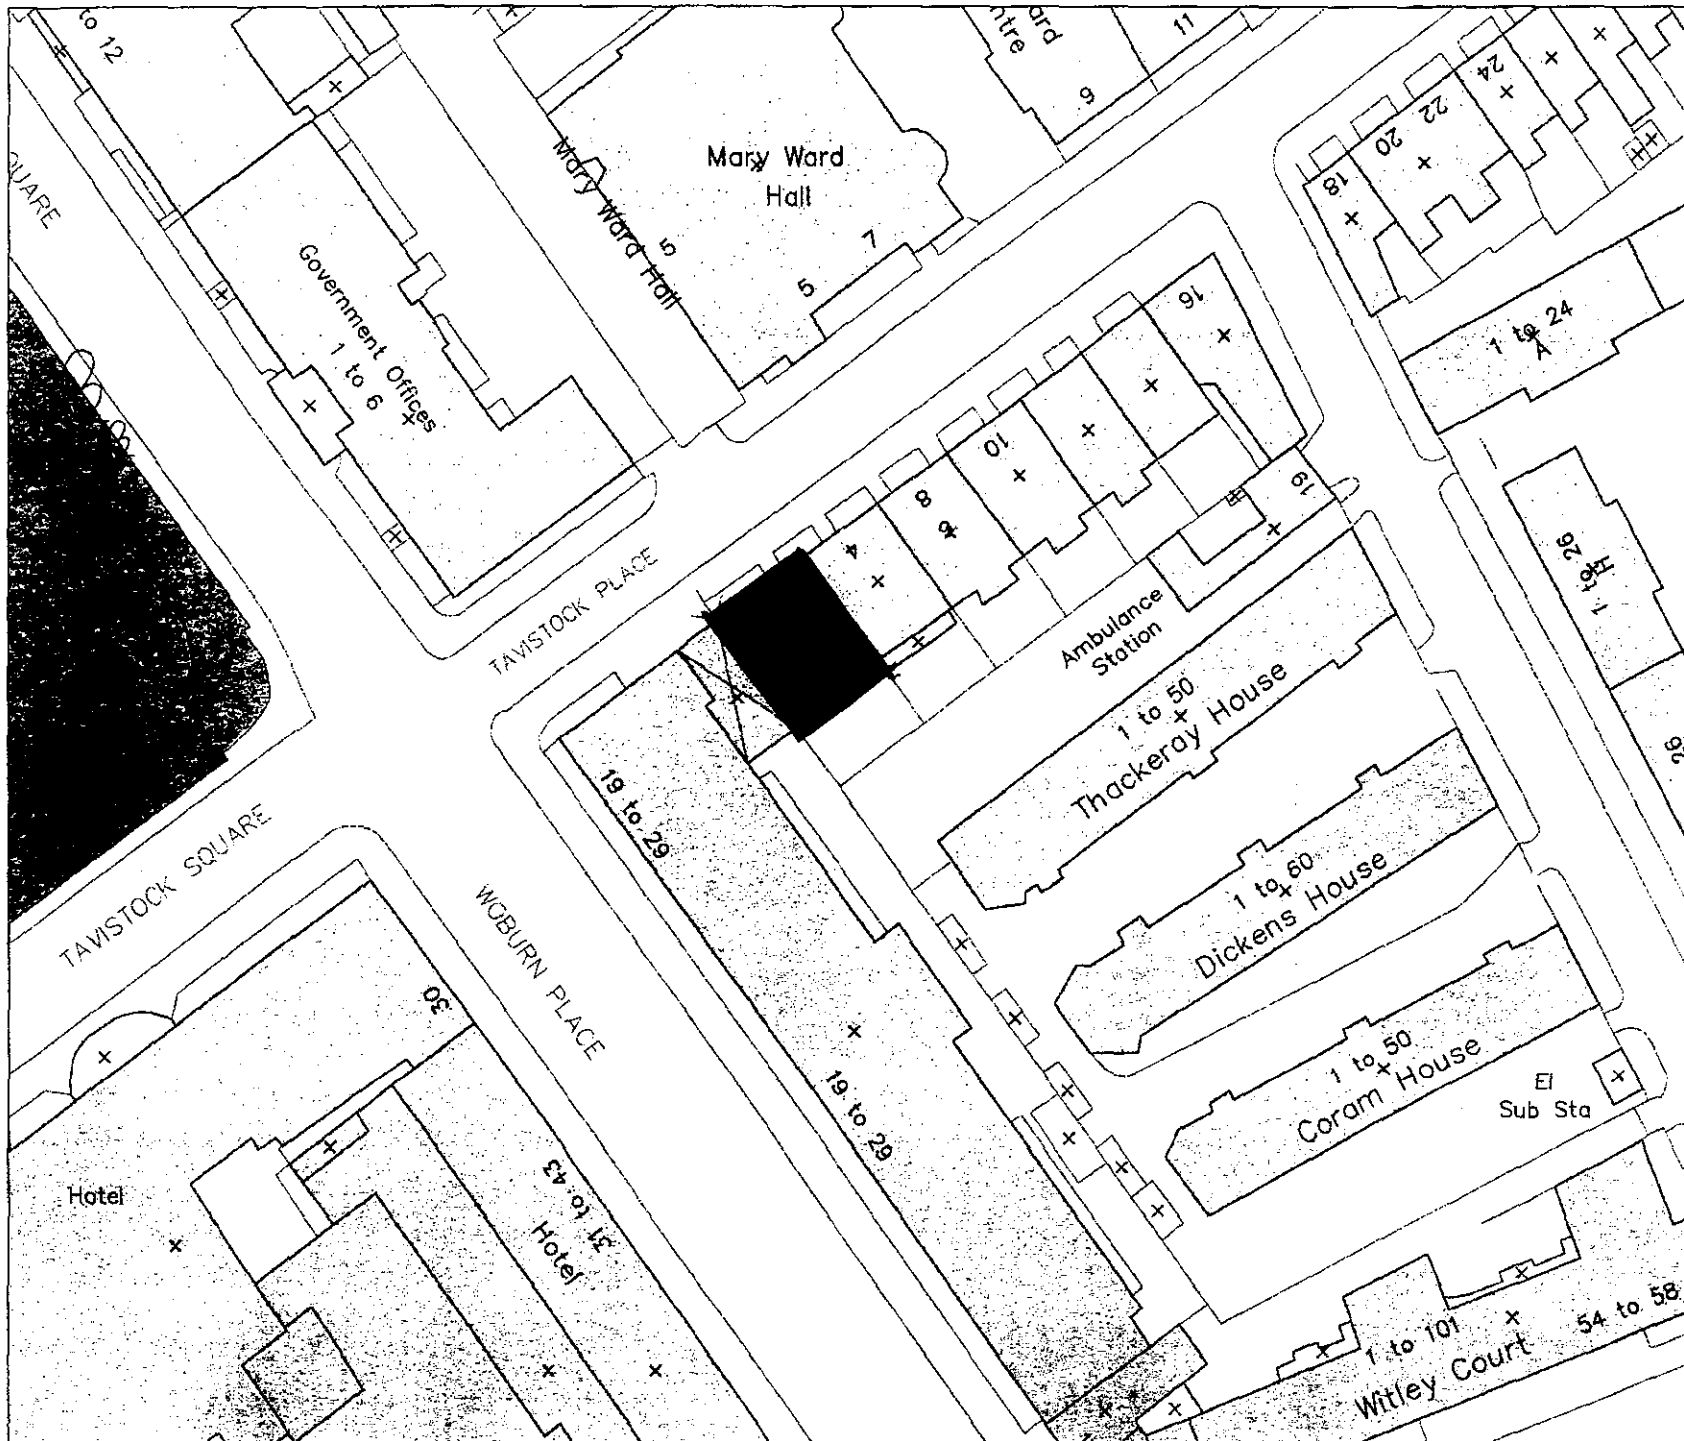 to 12
ard
ntre
11
9
24
22
20
18
QUARE
Mary Ward
Hall
Mary Ward Hall
5
7
5
Government Offices
1 to 6
16
1 to 24
A
10
8
6
4
19
1 to 26
H
TAVISTOCK PLACE
Ambulance
Station
1 to 50
Thackeray House
26
19 to 29
TAVISTOCK SQUARE
WOBURN PLACE
1 to 60
Dickens House
30
1 to 50
Coram House
El
Sub Sta
19 to 29
Hotel
31 to 43
Hotel
1 to 101
Witley Court
54 to 58